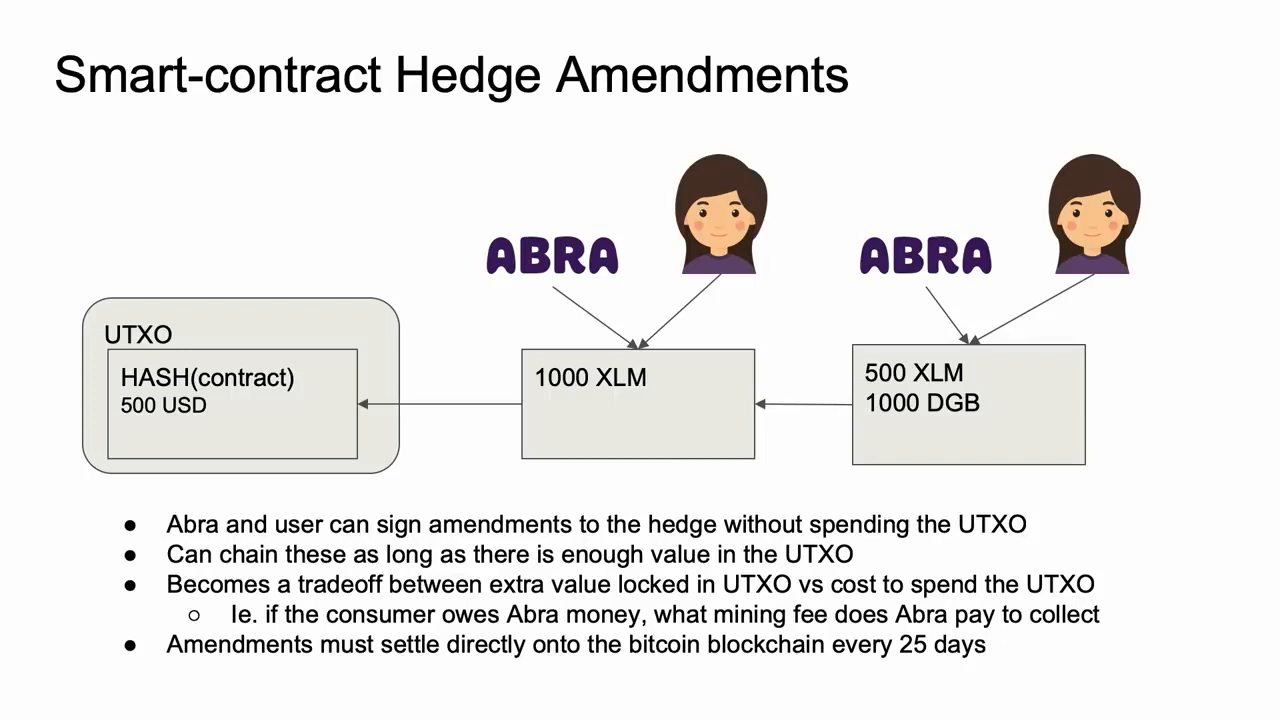 Smart-contract Hedge Amendments
ABRA
ABRA
UTXO
HASH(contract)
500 USD
1000 XLM
500 XLM
1000 DGB
● Abra and user can sign amendments to the hedge without spending the UTXO
● Can chain these as long as there is enough value in the UTXO
● Becomes a tradeoff between extra value locked in UTXO vs cost to spend the UTXO
○ Ie. if the consumer owes Abra money, what mining fee does Abra pay to collect
● Amendments must settle directly onto the bitcoin blockchain every 25 days